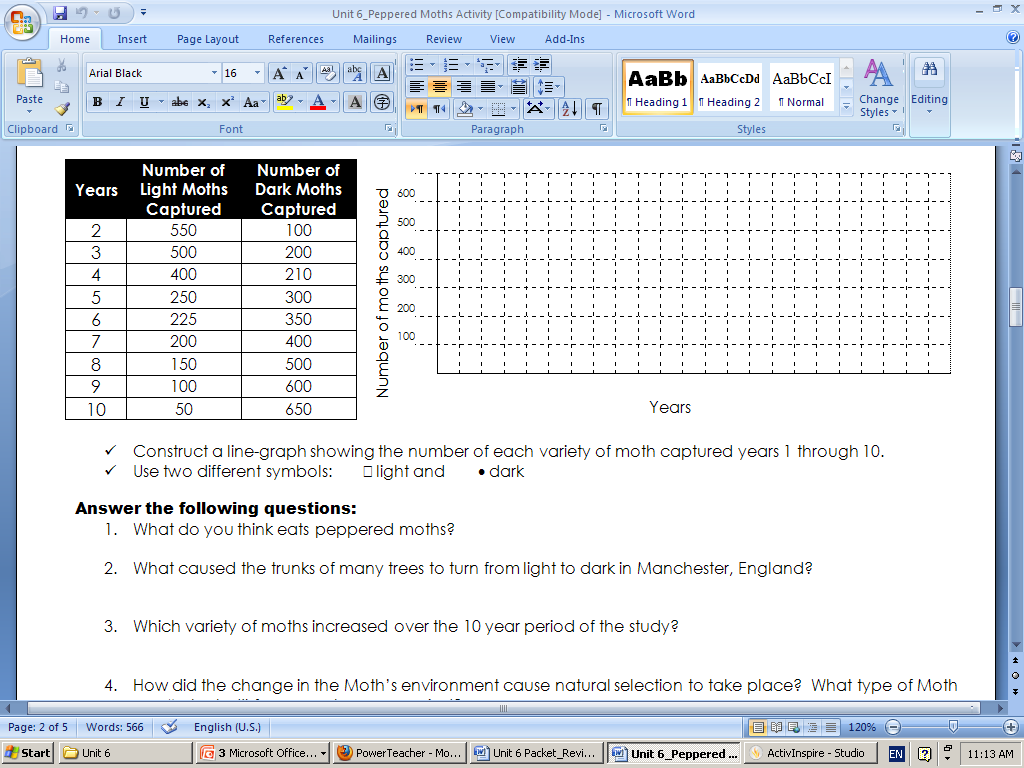 Unit 6_Peppered Moths Activity [Compatibility Mode] - Microsoft Word
Home Insert Page Layout References Mailings Review View Add-Ins
Arial Black 16
Paste
B I U abc X₂ X² Aa
AaBb AaBbCcDd AaBbCcI
¶ Heading 1 ¶ Heading 2 ¶ Normal
Change Styles
Editing
Clipboard Font Paragraph Styles
Years Number of Light Moths Captured Number of Dark Moths Captured
2 550 100
3 500 200
4 400 210
5 250 300
6 225 350
7 200 400
8 150 500
9 100 600
10 50 650
Number of moths captured
600
500
400
300
200
100
Years
✓ Construct a line-graph showing the number of each variety of moth captured years 1 through 10.
✓ Use two different symbols: □ light and • dark
Answer the following questions:
1. What do you think eats peppered moths?
2. What caused the trunks of many trees to turn from light to dark in Manchester, England?
3. Which variety of moths increased over the 10 year period of the study?
4. How did the change in the Moth's environment cause natural selection to take place? What type of Moth
Page: 2 of 5 Words: 566 English (U.S.) 120%
Start Unit 6 3 Microsoft Office... PowerTeacher - Mo... Unit 6 Packet_Revi... Unit 6_Peppered ... ActivInspire - Studio EN 11:13 AM